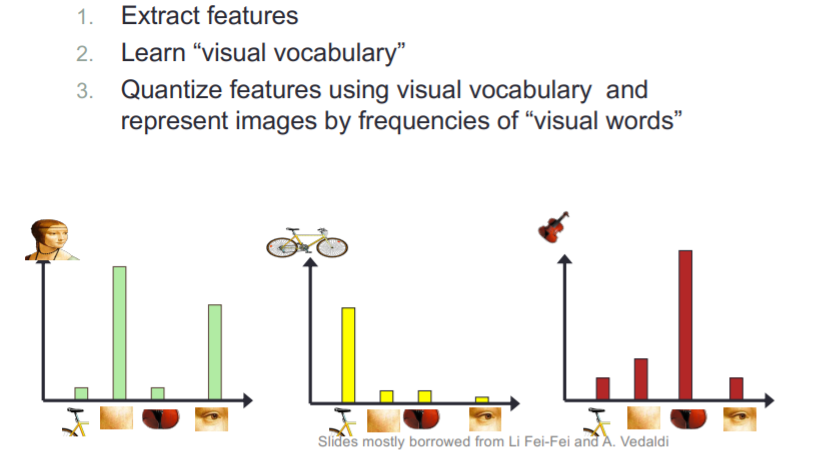 1. Extract features
2. Learn “visual vocabulary”
3. Quantize features using visual vocabulary and
represent images by frequencies of “visual words”
Slides mostly borrowed from Li Fei-Fei and A. Vedaldi